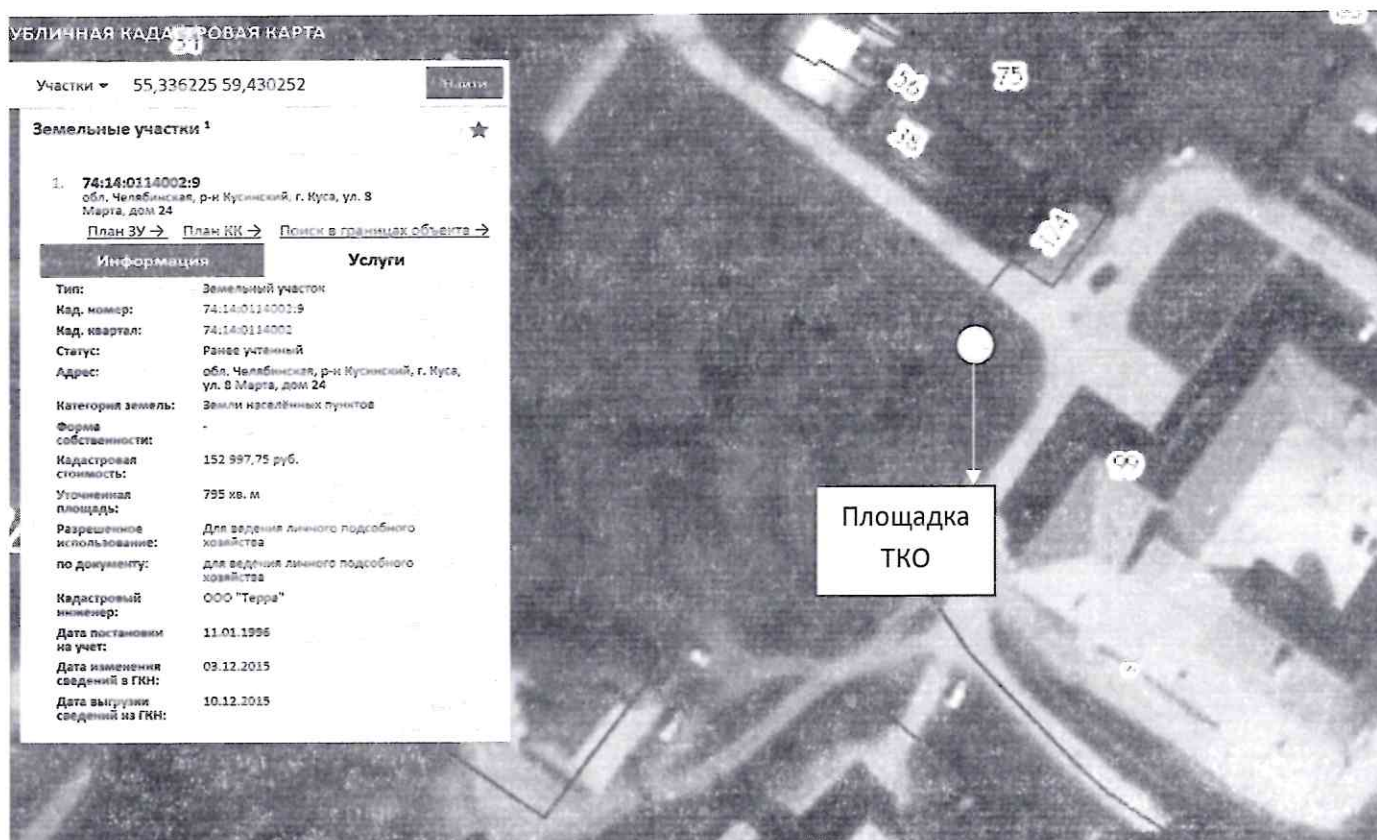 УБЛИЧНАЯ КАДАСТРОВАЯ КАРТА
Участки 55,336225 59,430252 Найти
Земельные участки 1
1. 74:14:0114002:9
обл. Челябинская, р-н Кусинский, г. Куса, ул. 8
Марта, дом 24
План ЗУ → План КК → Поиск в границах объекта →
Информация Услуги
Тип: Земельный участок
Кад. номер: 74:14:0114002:9
Кад. квартал: 74:14:0114002
Статус: Ранее учтенный
Адрес: обл. Челябинская, р-н Кусинский, г. Куса,
ул. 8 Марта, дом 24
Категория земель: Земли населённых пунктов
Форма
собственности: -
Кадастровая
стоимость: 152 997,75 руб.
Уточненная
площадь: 795 кв. м
Разрешенное
использование: Для ведения личного подсобного
хозяйства
по документу: для ведения личного подсобного
хозяйства
Кадастровый
инженер: ООО "Терра"
Дата постановки
на учет: 11.01.1996
Дата изменения
сведений в ГКН: 03.12.2015
Дата выгрузки
сведений из ГКН: 10.12.2015
56
75
38
99
Площадка
ТКО